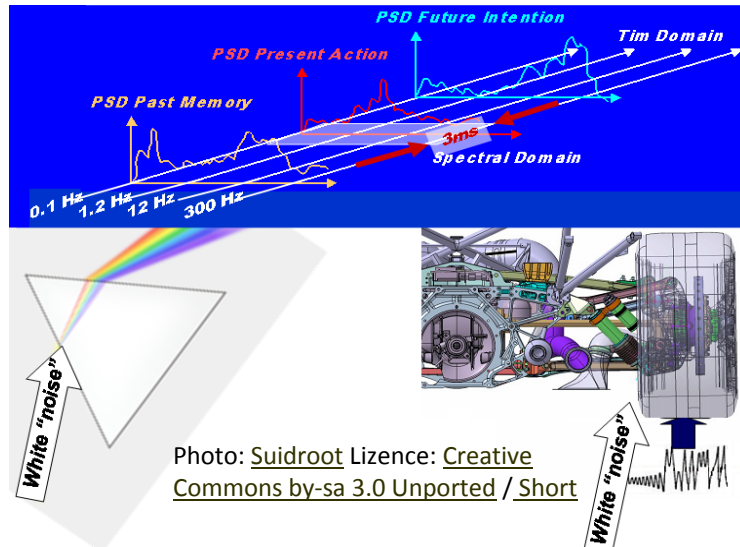 PSD Future Intention
Tim Domain
PSD Present Action
PSD Past Memory
3ms
Spectral Domain
0.1 Hz
1.2 Hz
12 Hz
300 Hz
White "noise"
White "noise"
Photo: Suidroot Lizence: Creative
Commons by-sa 3.0 Unported / Short